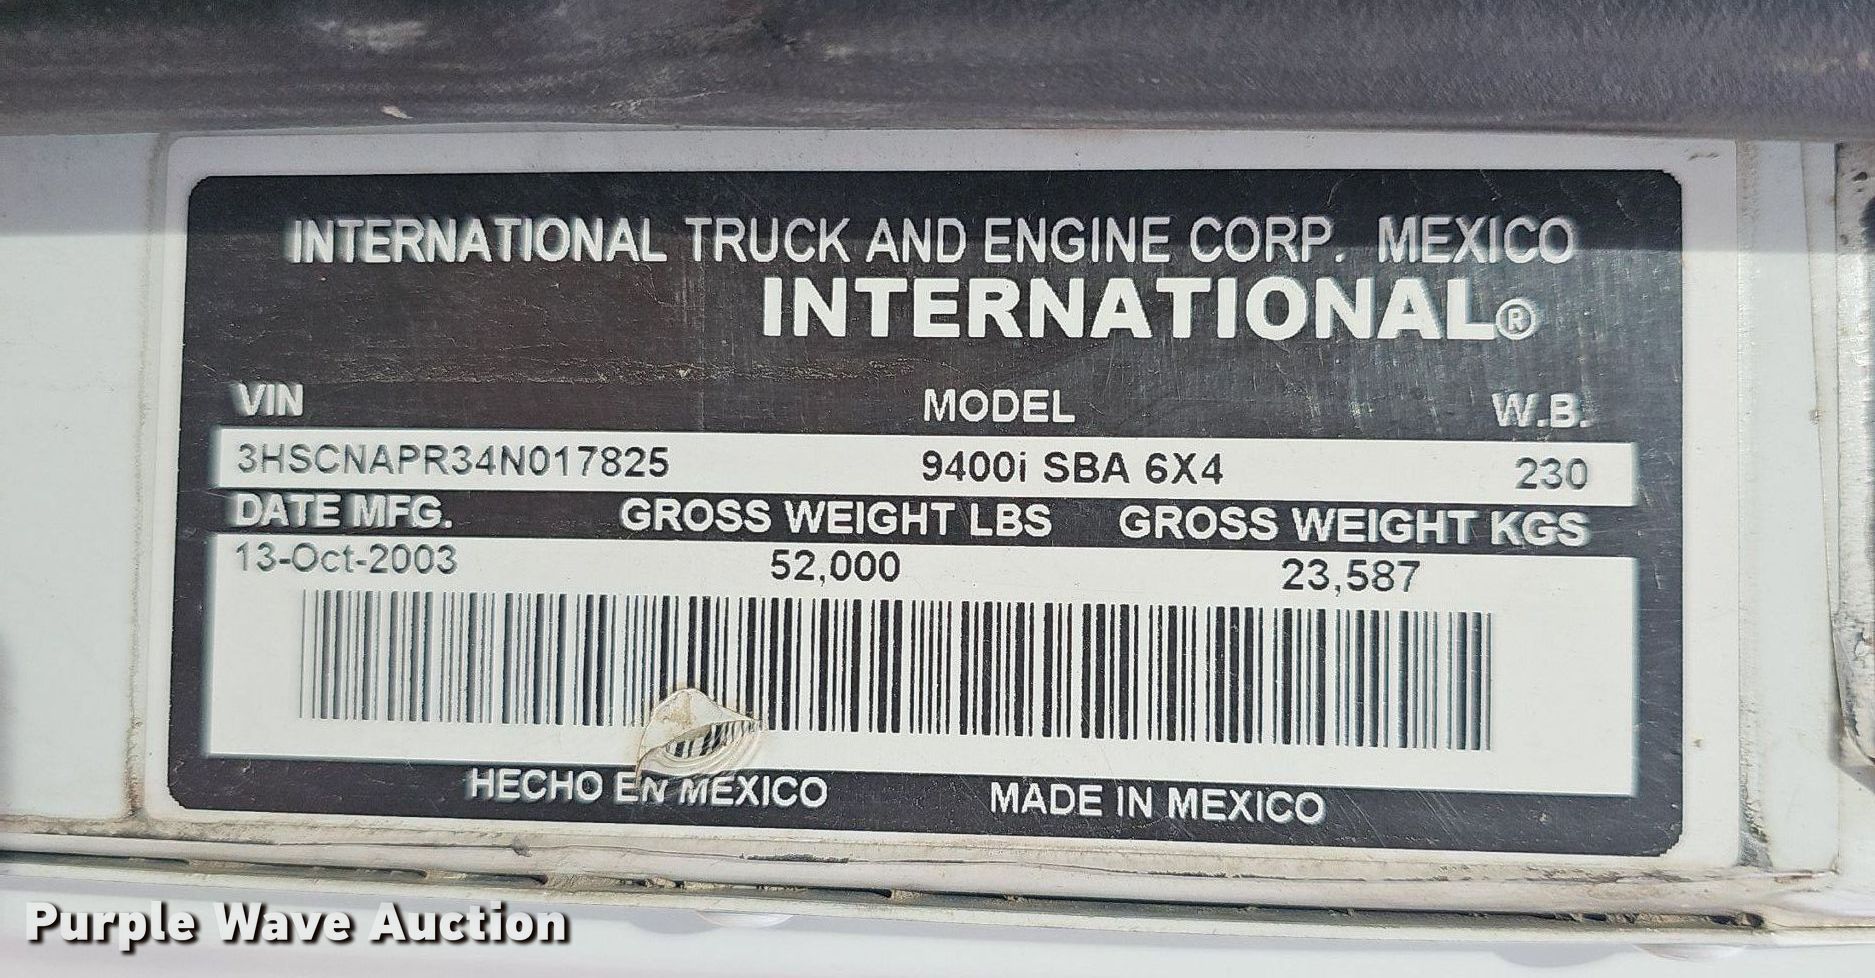 INTERNATIONAL TRUCK AND ENGINE CORP. MEXICO
INTERNATIONAL®
VIN MODEL W.B.
3HSCNAPR34N017825 9400i SBA 6X4 230
DATE MFG. GROSS WEIGHT LBS GROSS WEIGHT KGS
13-Oct-2003 52,000 23,587
HECHO EN MEXICO MADE IN MEXICO
Purple Wave Auction